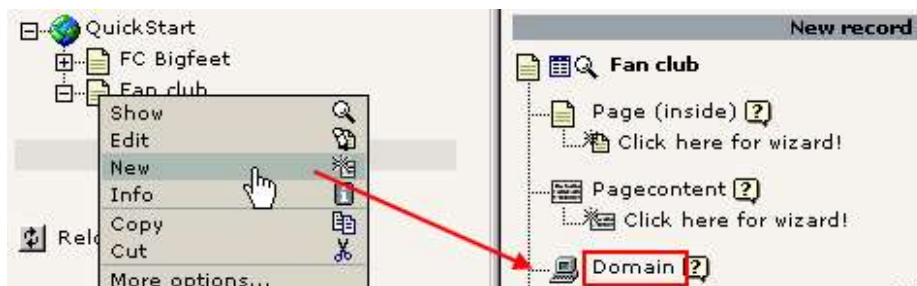 QuickStart
FC Bigfeet
Fan club
Show
Edit
New
Info
Copy
Cut
More options...
New record
Fan club
Page (inside) ?
Click here for wizard!
Pagecontent ?
Click here for wizard!
Domain ?